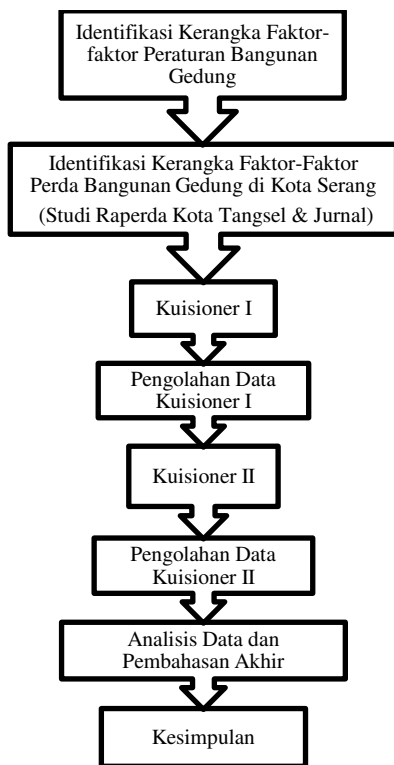 Identifikasi Kerangka Faktor-
faktor Peraturan Bangunan
Gedung
Identifikasi Kerangka Faktor-Faktor
Perda Bangunan Gedung di Kota Serang
(Studi Raperda Kota Tangsel & Jurnal)
Kuisioner I
Pengolahan Data
Kuisioner I
Kuisioner II
Pengolahan Data
Kuisioner II
Analisis Data dan
Pembahasan Akhir
Kesimpulan